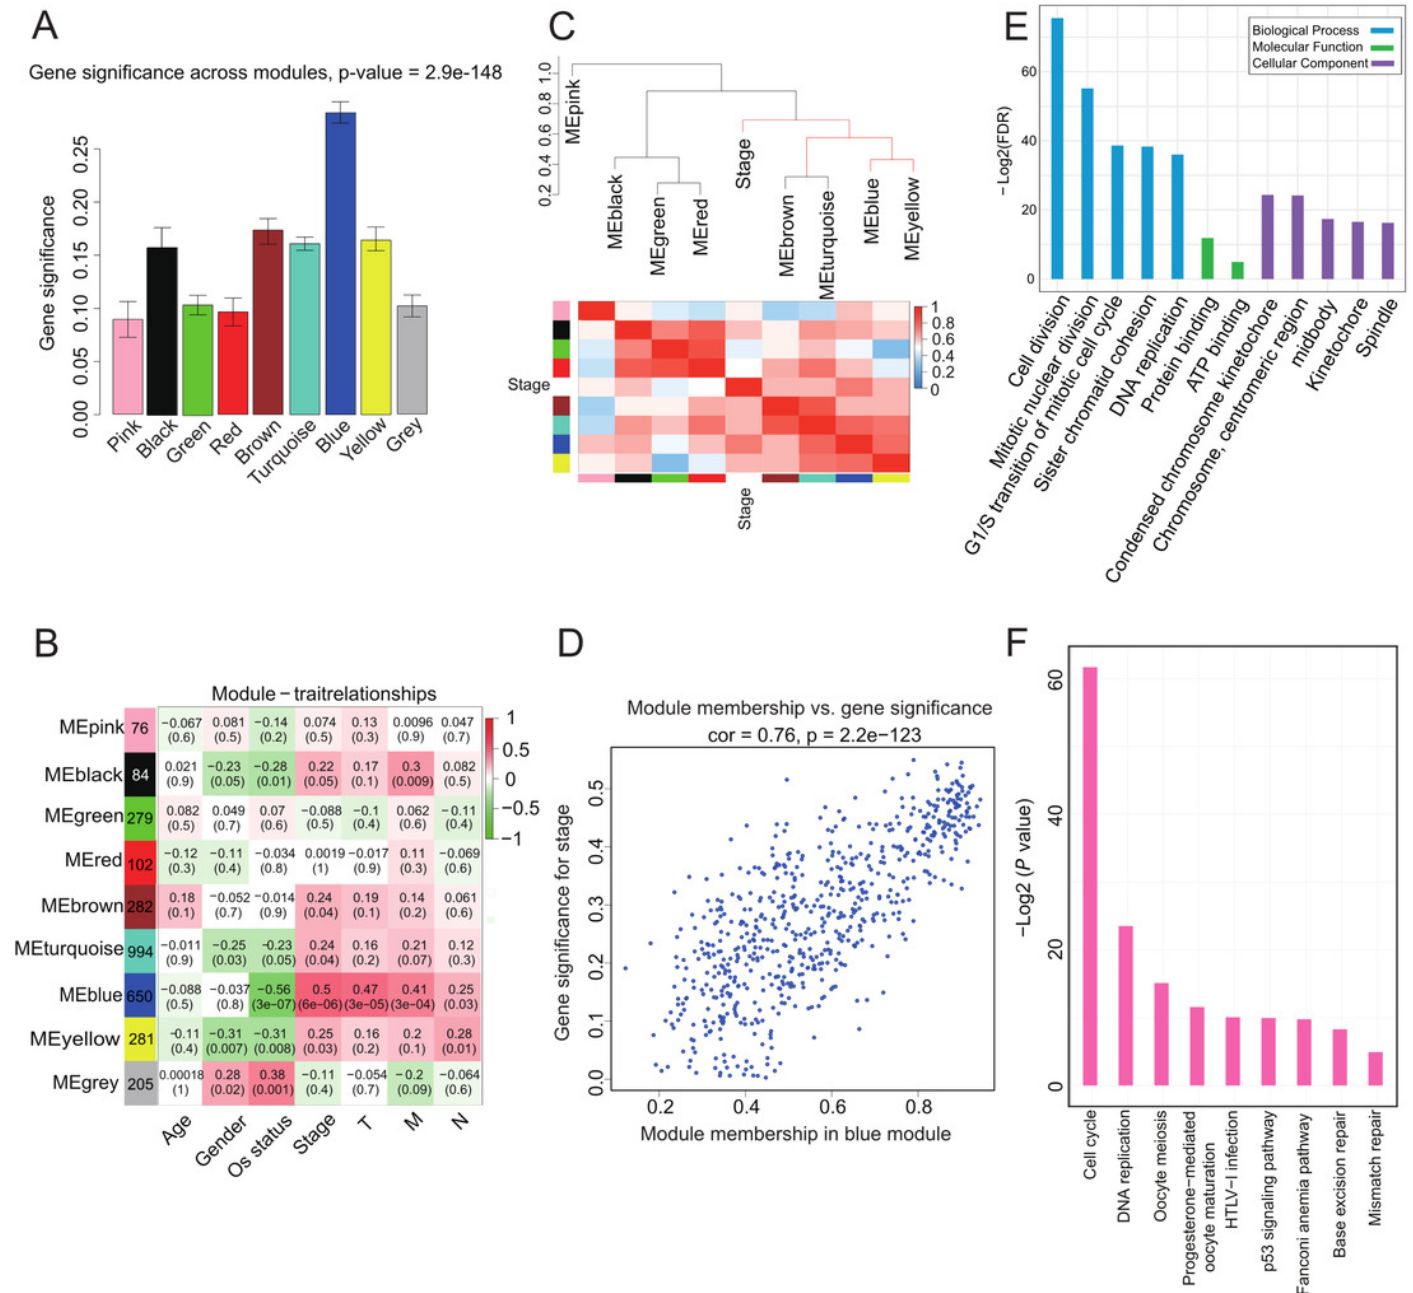 A
Gene significance across modules, p-value = 2.9e-148
Gene significance
0.00 0.05 0.10 0.15 0.20 0.25
Pink Black Green Red Brown Turquoise Blue Yellow Grey
B
Module − traitrelationships
MEpink 76 −0.067 0.081 −0.14 0.074 0.13 0.0096 0.047
(0.6) (0.5) (0.2) (0.5) (0.3) (0.9) (0.7)
MEblack 84 0.021 −0.23 −0.28 0.22 0.17 0.3 0.082
(0.9) (0.05) (0.01) (0.05) (0.1) (0.009) (0.5)
MEgreen 279 0.082 0.049 0.07 −0.088 −0.1 0.062 −0.11
(0.5) (0.7) (0.6) (0.5) (0.4) (0.6) (0.4)
MEred 102 −0.12 −0.11 −0.034 0.0019 −0.017 0.11 −0.069
(0.3) (0.4) (0.8) (1) (0.9) (0.3) (0.6)
MEbrown 282 0.18 −0.052 −0.014 0.24 0.19 0.14 0.061
(0.1) (0.7) (0.9) (0.04) (0.1) (0.2) (0.6)
MEturquoise 994 −0.011 −0.25 −0.23 0.24 0.16 0.21 0.12
(0.9) (0.03) (0.05) (0.04) (0.2) (0.07) (0.3)
MEblue 650 −0.088 −0.037 −0.56 0.5 0.47 0.41 0.25
(0.5) (0.8) (3e−07) (6e−06) (3e−05) (3e−04) (0.03)
MEyellow 281 −0.11 −0.31 −0.31 0.25 0.16 0.2 0.28
(0.4) (0.007) (0.008) (0.03) (0.2) (0.1) (0.01)
MEgrey 205 0.00018 0.28 0.38 −0.11 −0.054 −0.2 −0.064
(1) (0.02) (0.001) (0.4) (0.7) (0.09) (0.6)
Age Gender Os status Stage T M N
1
0.5
0
−0.5
−1
C
0.2 0.4 0.6 0.8 1.0
MEpink
MEblack
MEgreen
MEred
Stage
MEbrown
MEturquoise
MEblue
MEyellow
1
0.8
0.6
0.4
0.2
0
Stage
Stage
D
Module membership vs. gene significance
cor = 0.76, p = 2.2e−123
Gene significance for stage
0.0 0.1 0.2 0.3 0.4 0.5
0.2 0.4 0.6 0.8
Module membership in blue module
E
Biological Process
Molecular Function
Cellular Component
−Log2(FDR)
60
40
20
0
Cell division
Mitotic nuclear division
G1/S transition of mitotic cell cycle
Sister chromatid cohesion
DNA replication
Protein binding
ATP binding
Condensed chromosome kinetochore
Chromosome, centromeric region
midbody
Kinetochore
Spindle
F
−Log2 (P value)
0 20 40 60
Cell cycle
DNA replication
Oocyte meiosis
Progesterone−mediated
oocyte maturation
HTLV−I infection
p53 signaling pathway
Fanconi anemia pathway
Base excision repair
Mismatch repair